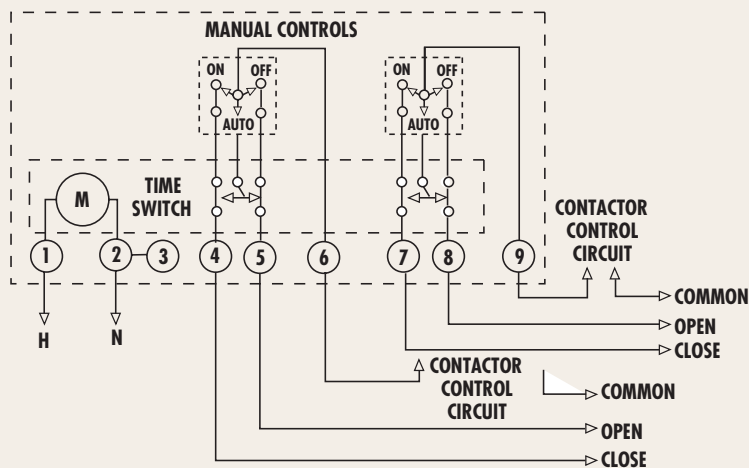 MANUAL CONTROLS
ON OFF
AUTO
ON OFF
AUTO
M
TIME
SWITCH
1 2 3 4 5 6 7 8 9
H
N
CONTACTOR
CONTROL
CIRCUIT
COMMON
OPEN
CLOSE
CONTACTOR
CONTROL
CIRCUIT
COMMON
OPEN
CLOSE